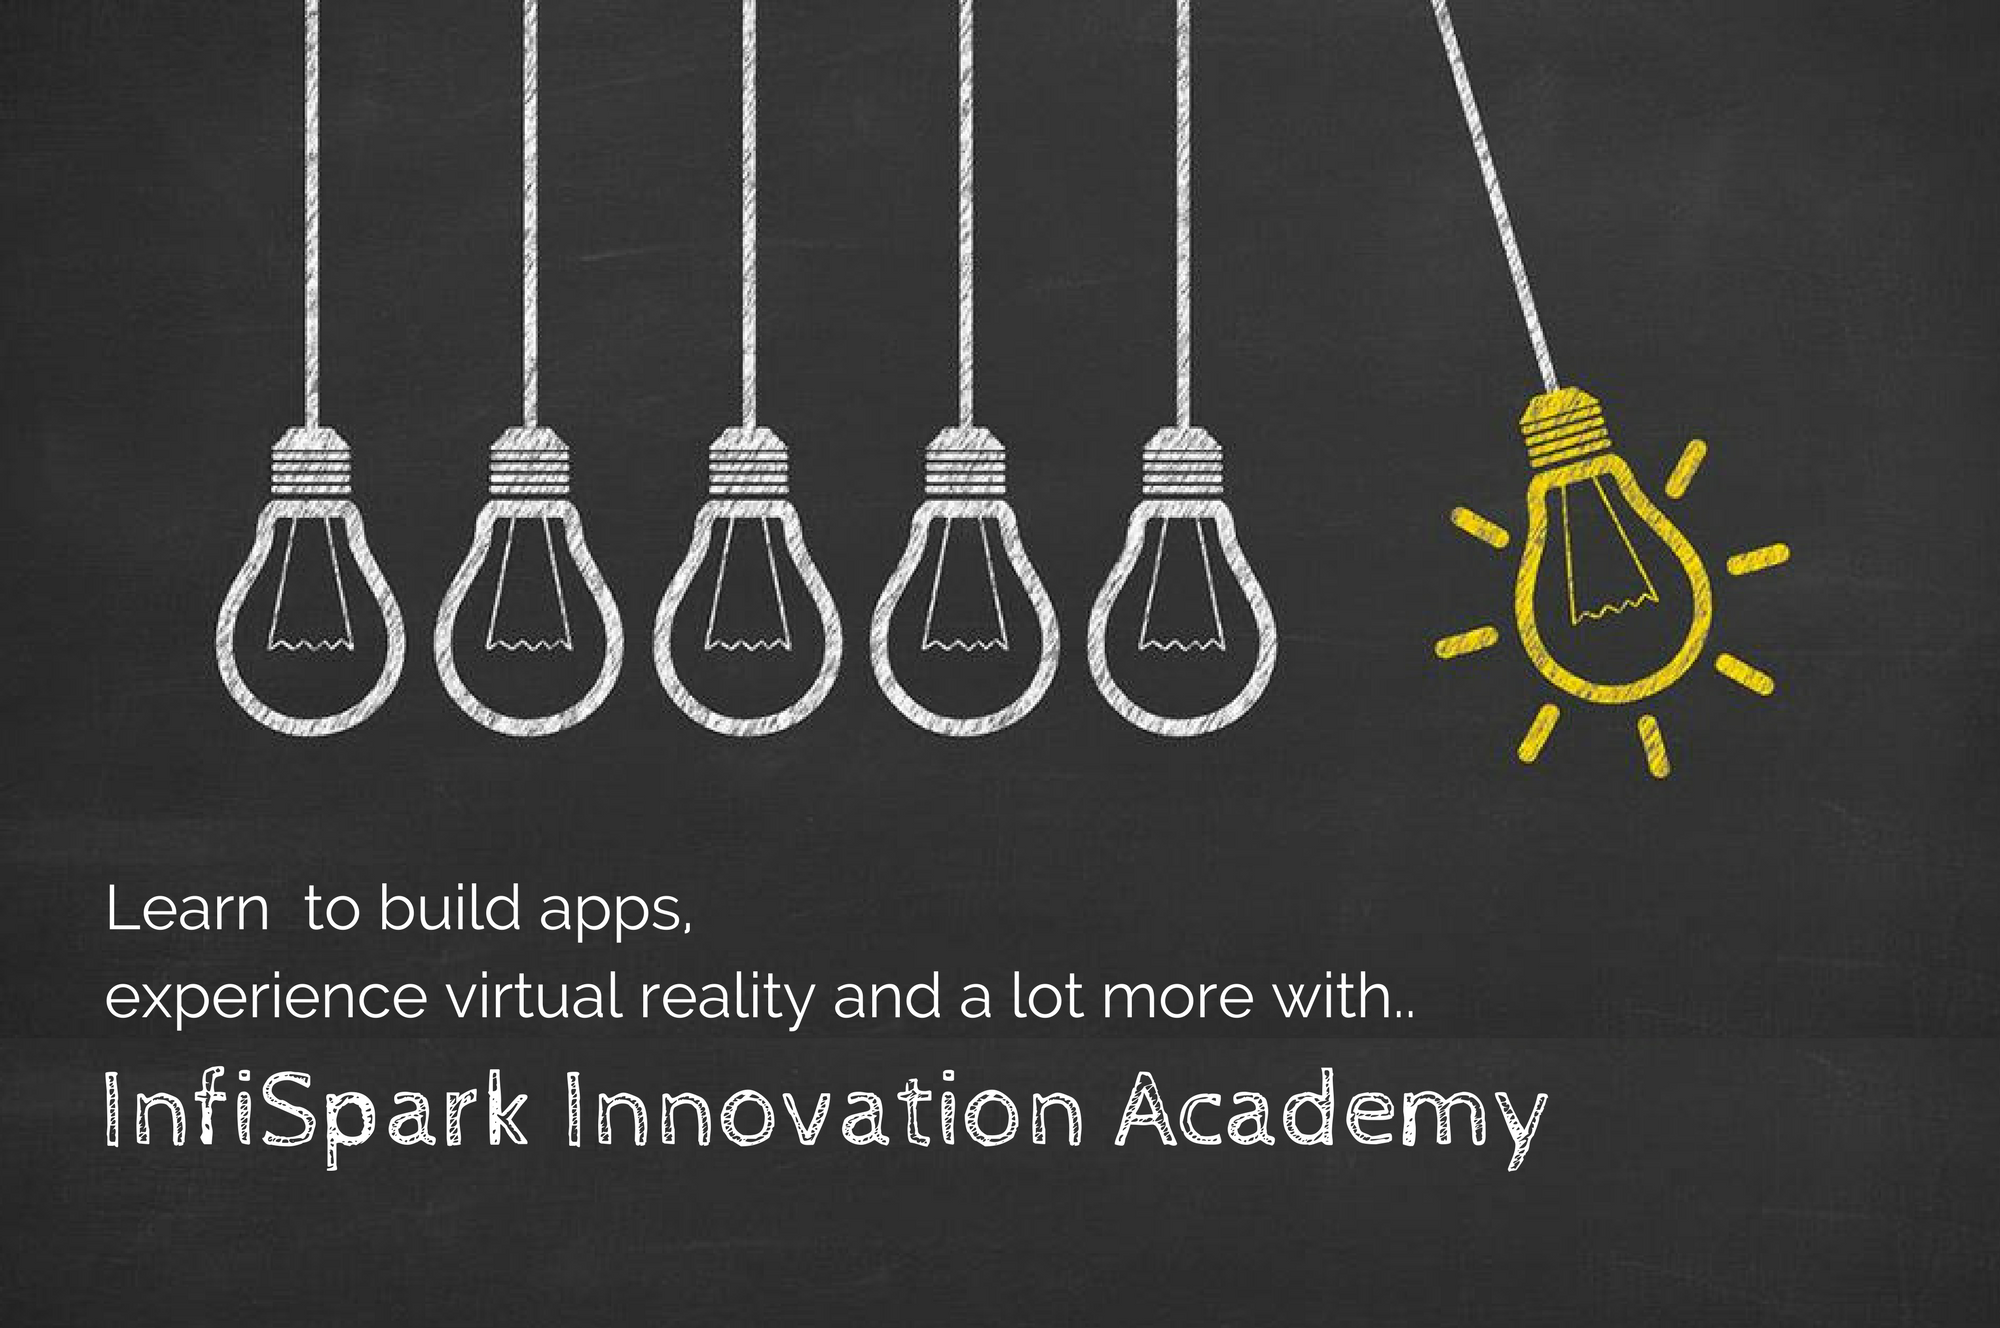 Learn  to build apps,
experience virtual reality and a lot more with..
InfiSpark Innovation Academy